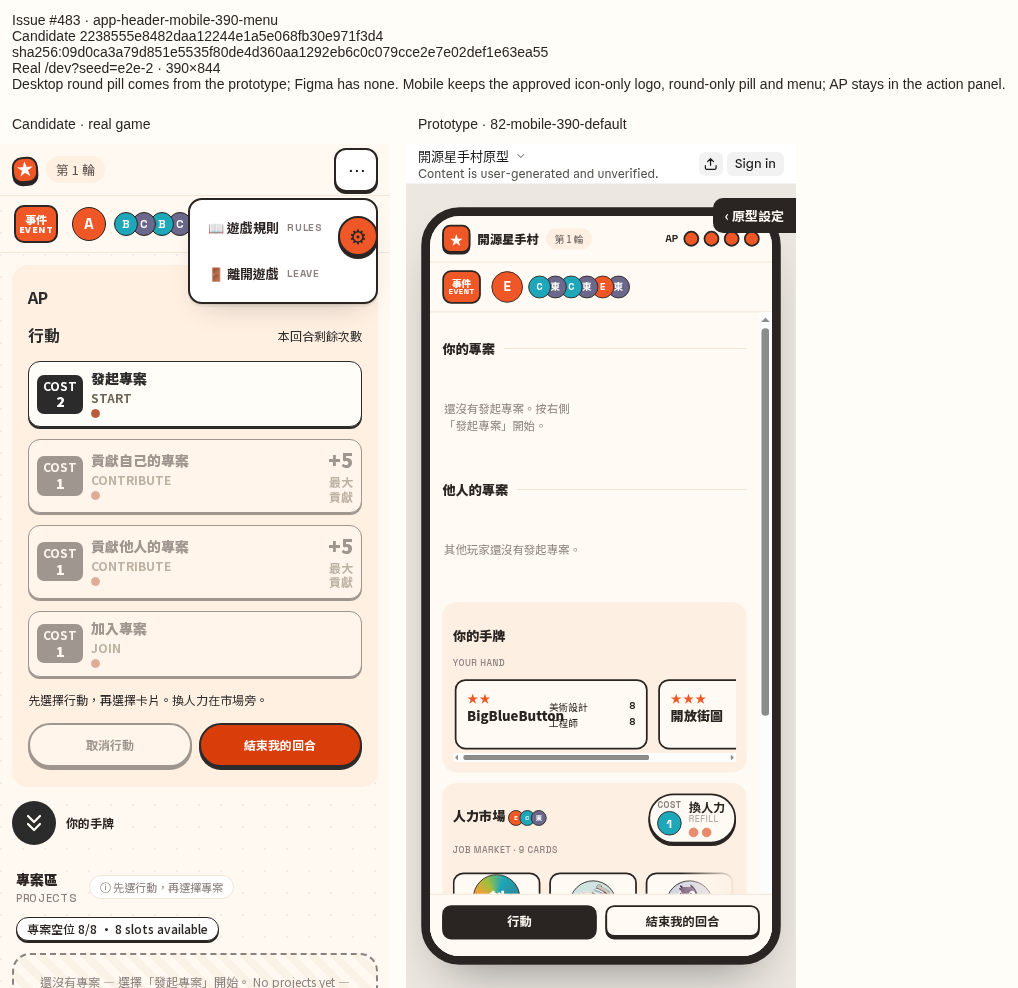 Issue #483 · app-header-mobile-390-menu
Candidate 2238555e8482daa12244e1a5e068fb30e971f3d4
sha256:09d0ca3a79d851e5535f80de4d360aa1292eb6c0c079cce2e7e02def1e63ea55
Real /dev?seed=e2e-2 · 390×844
Desktop round pill comes from the prototype; Figma has none. Mobile keeps the approved icon-only logo, round-only pill and menu; AP stays in the action panel.
Candidate · real game
第 1 輪
⋯
事件
EVENT
A
B C B C
📖 遊戲規則 RULES
🚪 離開遊戲 LEAVE
AP
行動
本回合剩餘次數
COST
2
發起專案
START
COST
1
貢獻自己的專案
CONTRIBUTE
+5
最大
貢獻
COST
1
貢獻他人的專案
CONTRIBUTE
+5
最大
貢獻
COST
1
加入專案
JOIN
先選擇行動，再選擇卡片。換人力在市場旁。
取消行動
結束我的回合
你的手牌
專案區
PROJECTS
ⓘ 先選行動，再選擇專案
專案空位 8/8 · 8 slots available
還沒有專案 — 選擇「發起專案」開始。 No projects yet —
Prototype · 82-mobile-390-default
開源星手村原型
Content is user-generated and unverified.
Sign in
‹ 原型設定
開源星手村
第 1 輪
AP
事件
EVENT
E
C 東 C 東 E 東
你的專案
還沒有發起專案。按右側
「發起專案」開始。
他人的專案
其他玩家還沒有發起專案。
你的手牌
YOUR HAND
★★
BigBlueButton
美術設計 8
工程師 8
★★★
開放街圖
人力市場
E C 東
JOB MARKET · 9 CARDS
COST
1
換人力
REFILL
行動
結束我的回合